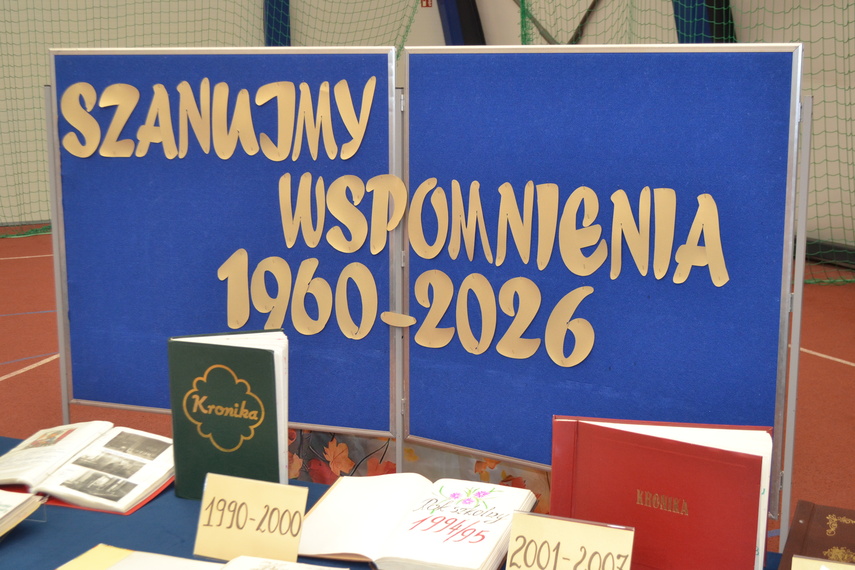 SZANUJMY
WSPOMNIENIA
1960-2026
Kronika
KRONIKA
Rok szkolny
1994/95
1990-2000
2001-2007